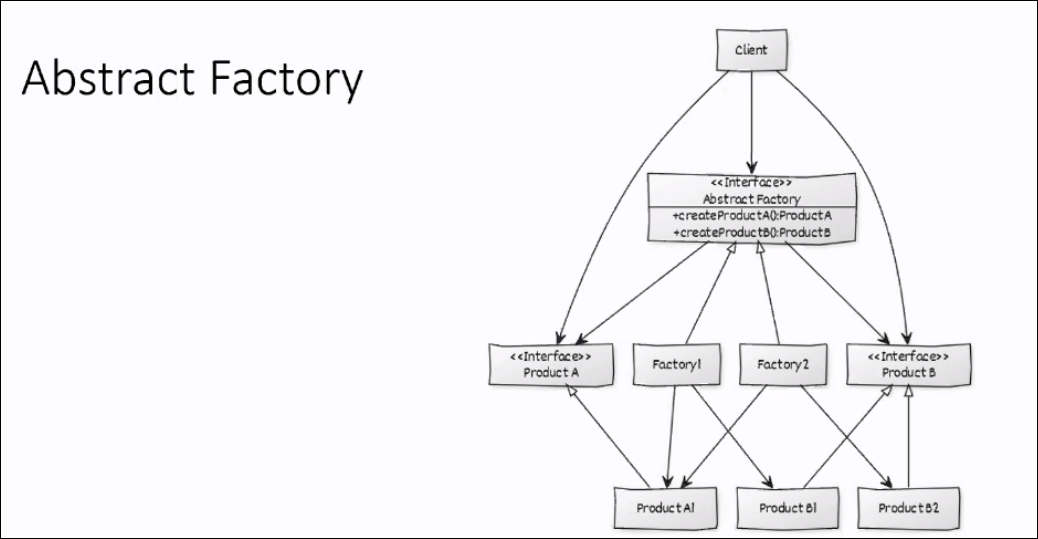 Abstract Factory
Client
<<Interface>>
Abstract Factory
+createProductA():ProductA
+createProductB():ProductB
<<Interface>>
Product A
Factory1
Factory2
<<Interface>>
Product B
Product A1
Product B1
Product B2